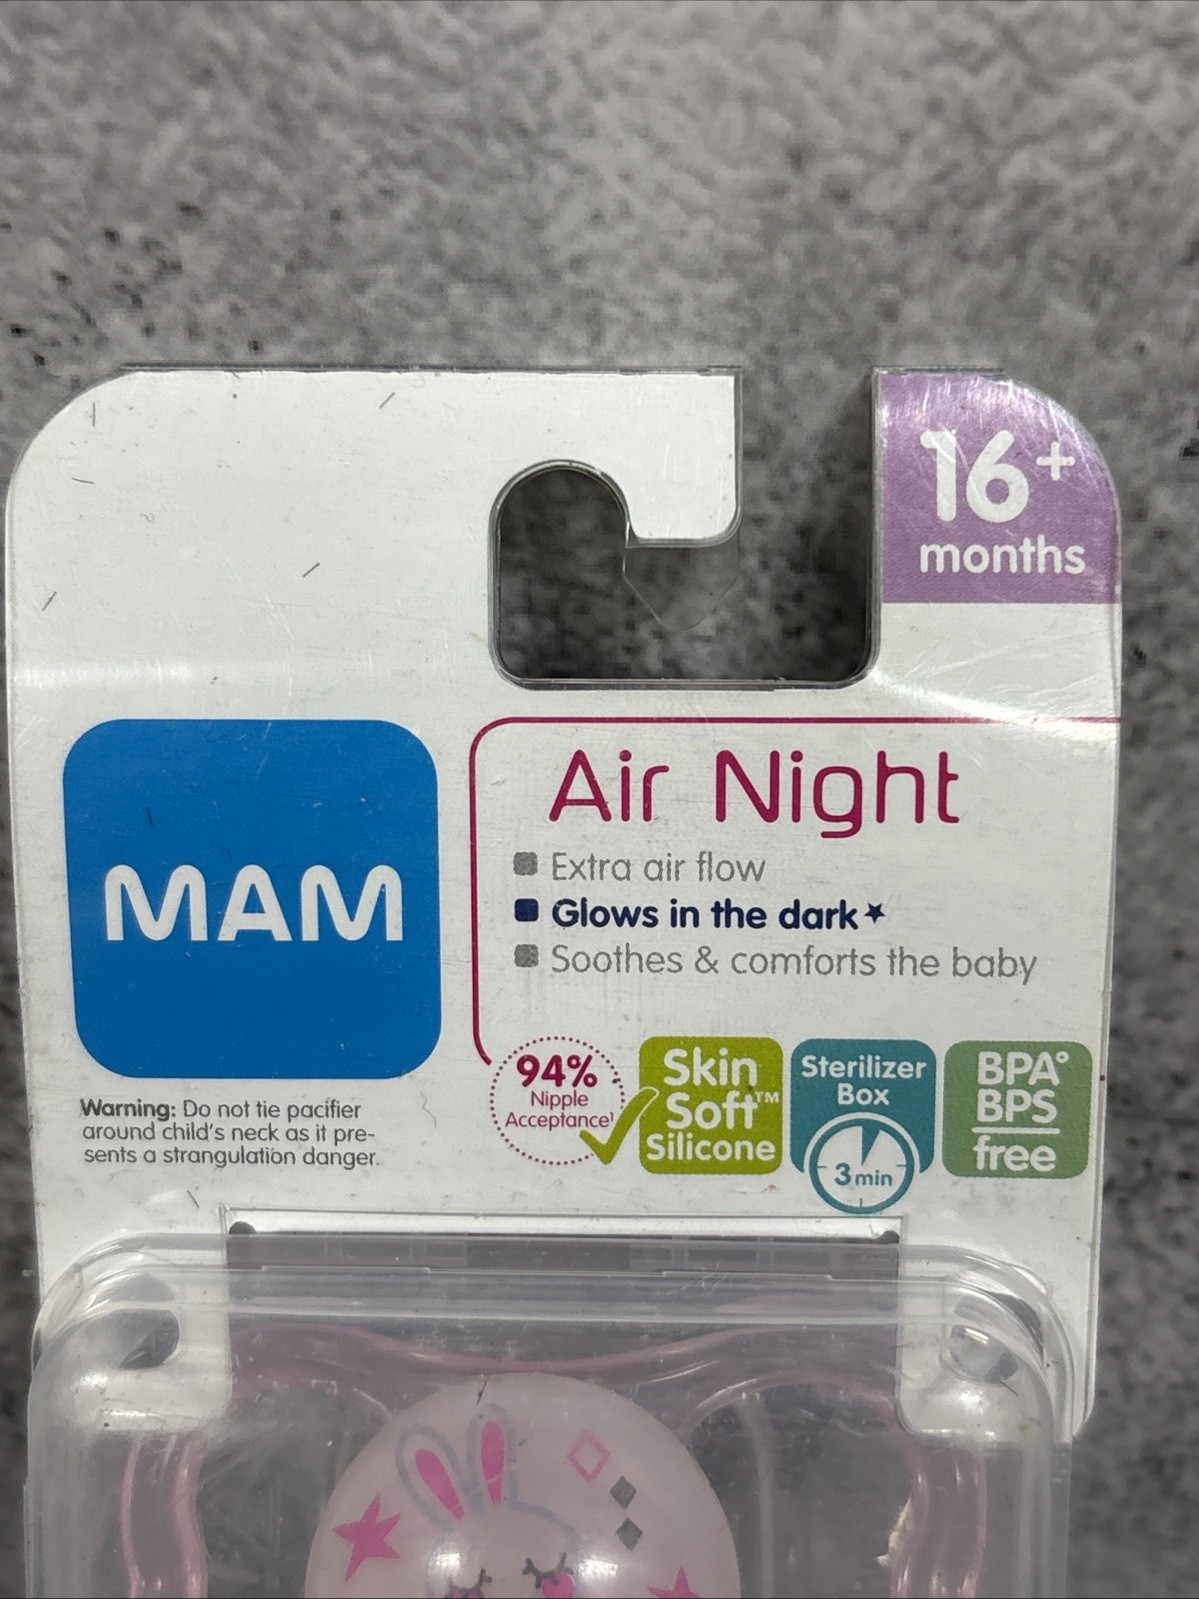 16+
months
MAM
Air Night
Extra air flow
Glows in the dark★
Soothes & comforts the baby
Warning: Do not tie pacifier
around child's neck as it pre-
sents a strangulation danger.
94%
Nipple
Acceptance¹
Skin
Soft™
Silicone
Sterilizer
Box
3 min
BPA°
BPS
free